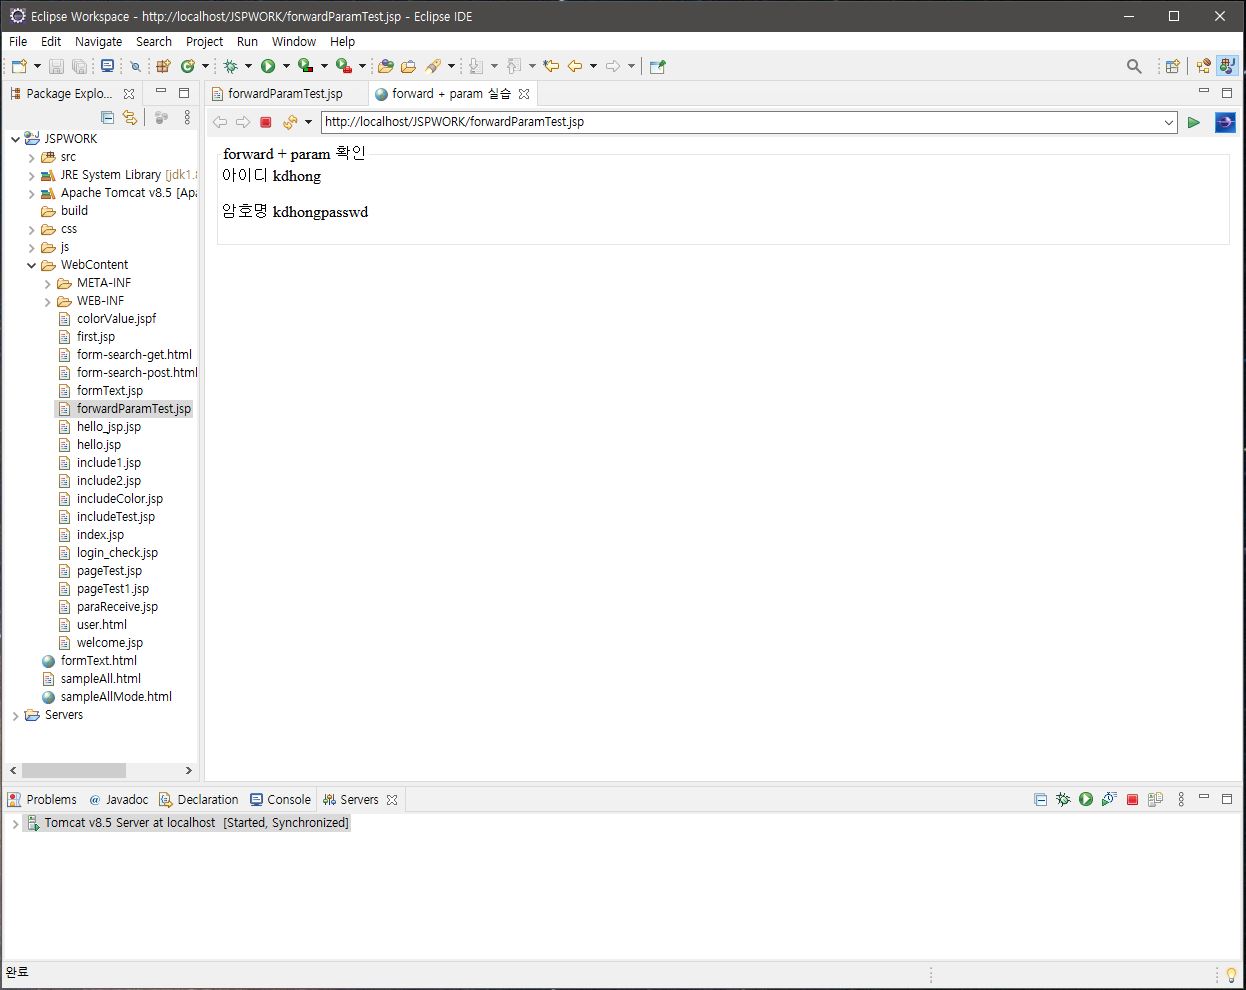 Eclipse Workspace - http://localhost/JSPWORK/forwardParamTest.jsp - Eclipse IDE
File Edit Navigate Search Project Run Window Help
Package Explo...
forwardParamTest.jsp
forward + param 실습
http://localhost/JSPWORK/forwardParamTest.jsp
JSPWORK
src
JRE System Library [jdk1.8
Apache Tomcat v8.5 [Apa
build
css
js
WebContent
META-INF
WEB-INF
colorValue.jspf
first.jsp
form-search-get.html
form-search-post.html
formText.jsp
forwardParamTest.jsp
hello_jsp.jsp
hello.jsp
include1.jsp
include2.jsp
includeColor.jsp
includeTest.jsp
index.jsp
login_check.jsp
pageTest.jsp
pageTest1.jsp
paraReceive.jsp
user.html
welcome.jsp
formText.html
sampleAll.html
sampleAllMode.html
Servers
forward + param 확인
아이디 kdhong
암호명 kdhongpasswd
Problems @ Javadoc Declaration Console Servers
Tomcat v8.5 Server at localhost [Started, Synchronized]
완료